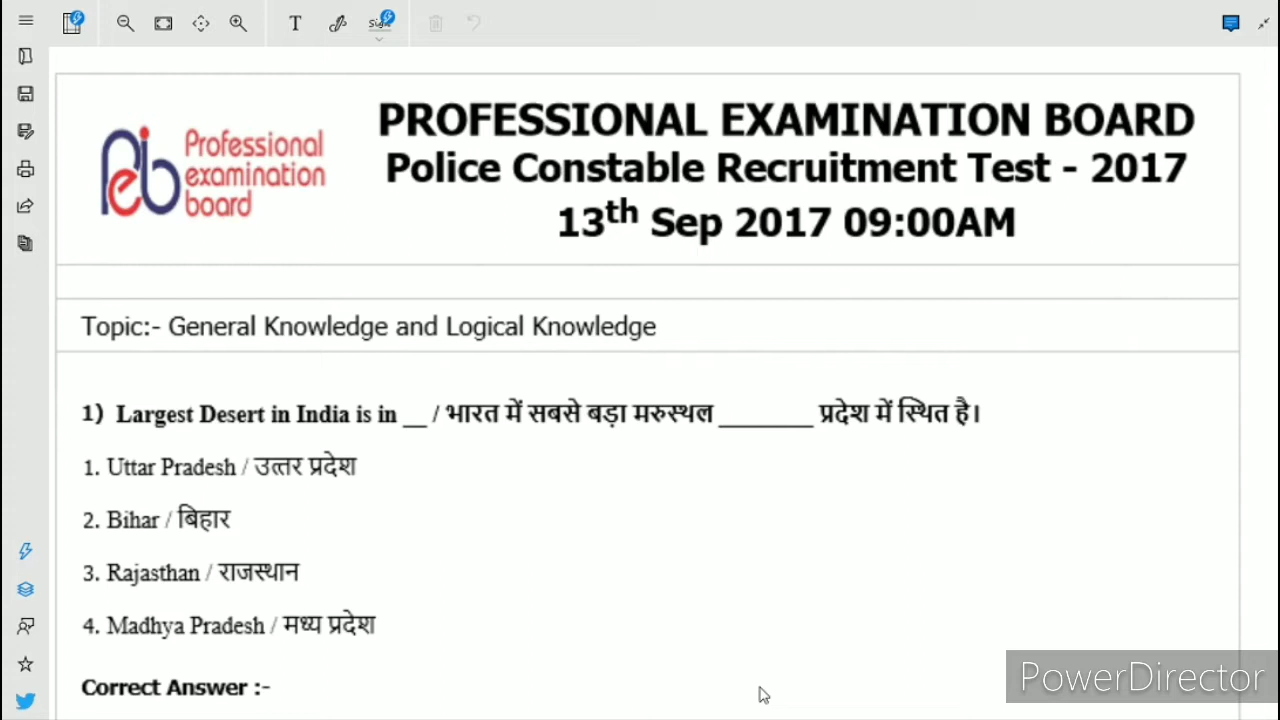 T
Sign
Professional
examination
board
PROFESSIONAL EXAMINATION BOARD
Police Constable Recruitment Test - 2017
13th Sep 2017 09:00AM
Topic:- General Knowledge and Logical Knowledge
1) Largest Desert in India is in __ / भारत में सबसे बड़ा मरुस्थल ________ प्रदेश में स्थित है।
1. Uttar Pradesh / उत्तर प्रदेश
2. Bihar / बिहार
3. Rajasthan / राजस्थान
4. Madhya Pradesh / मध्य प्रदेश
Correct Answer :-
PowerDirector